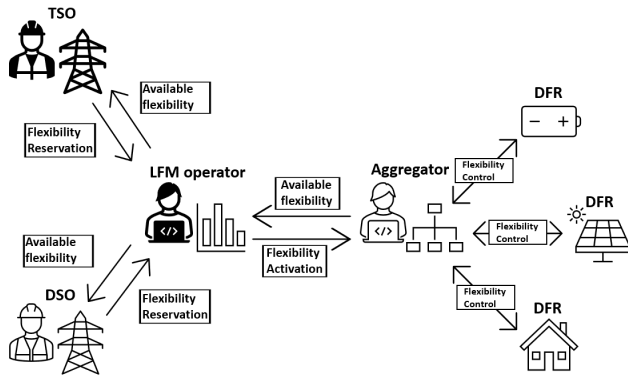 TSO
Available
flexibility
Flexibility
Reservation
LFM operator
</>
Available
flexibility
DSO
Flexibility
Reservation
Available
flexibility
Flexibility
Activation
Aggregator
</>
DFR
- +
Flexibility
Control
DFR
Flexibility
Control
Flexibility
Control
DFR